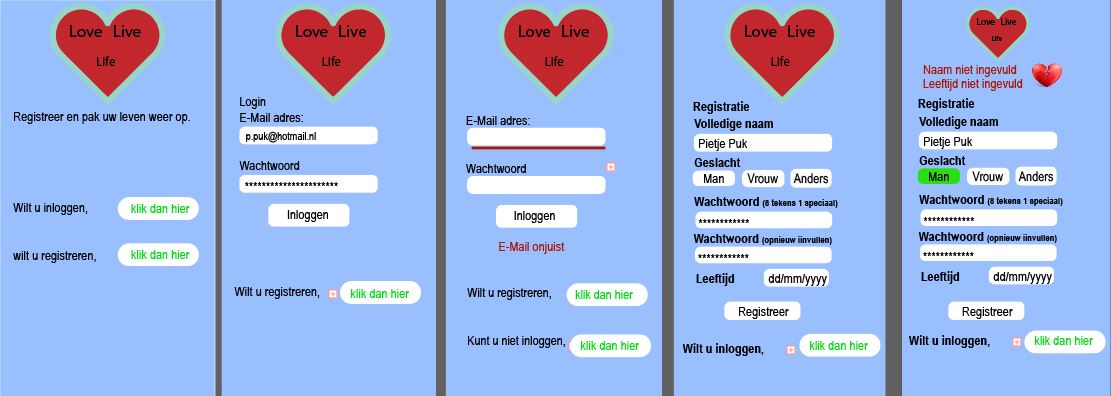 Love Live
Life
Registreer en pak uw leven weer op.
Wilt u inloggen,
klik dan hier
wilt u registreren,
klik dan hier
Love Live
Life
Login
E-Mail adres:
p.puk@hotmail.nl
Wachtwoord
**********************
Inloggen
Wilt u registreren,
klik dan hier
Love Live
Life
E-Mail adres:
Wachtwoord
Inloggen
E-Mail onjuist
Wilt u registreren,
klik dan hier
Kunt u niet inloggen,
klik dan hier
Love Live
Life
Registratie
Volledige naam
Pietje Puk
Geslacht
Man Vrouw Anders
Wachtwoord (8 tekens 1 speciaal)
************
Wachtwoord (opnieuw iinvullen)
************
Leeftijd dd/mm/yyyy
Registreer
Wilt u inloggen,
klik dan hier
Love Live
Life
Naam niet ingevuld
Leeftijd niet ingevuld
Registratie
Volledige naam
Pietje Puk
Geslacht
Man Vrouw Anders
Wachtwoord (8 tekens 1 speciaal)
************
Wachtwoord (opnieuw iinvullen)
************
Leeftijd dd/mm/yyyy
Registreer
Wilt u inloggen,
klik dan hier